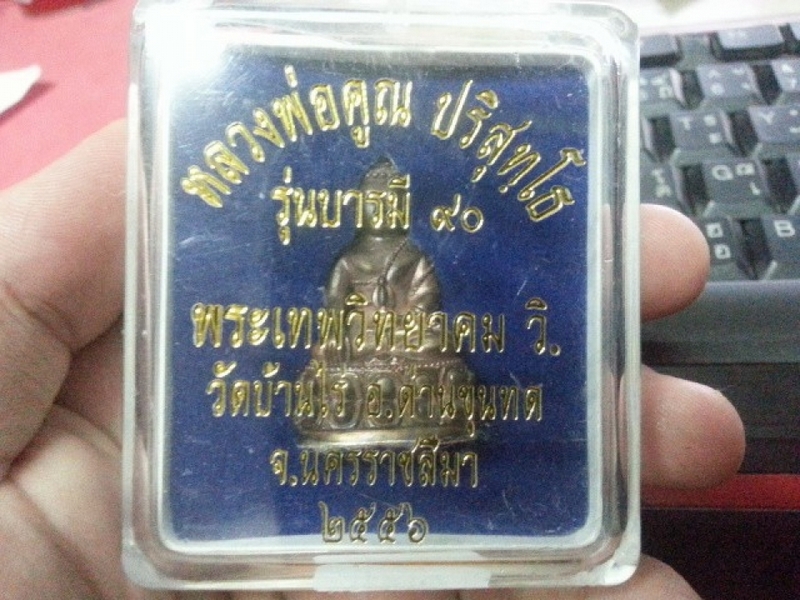 หลวงพ่อคูณ ปริสุทฺโธ
รุ่นบารมี ๙๐
พระเทพวิทยาคม วิ.
วัดบ้านไร่ อ.ด่านขุนทด
จ.นครราชสีมา
๒๕๕๖